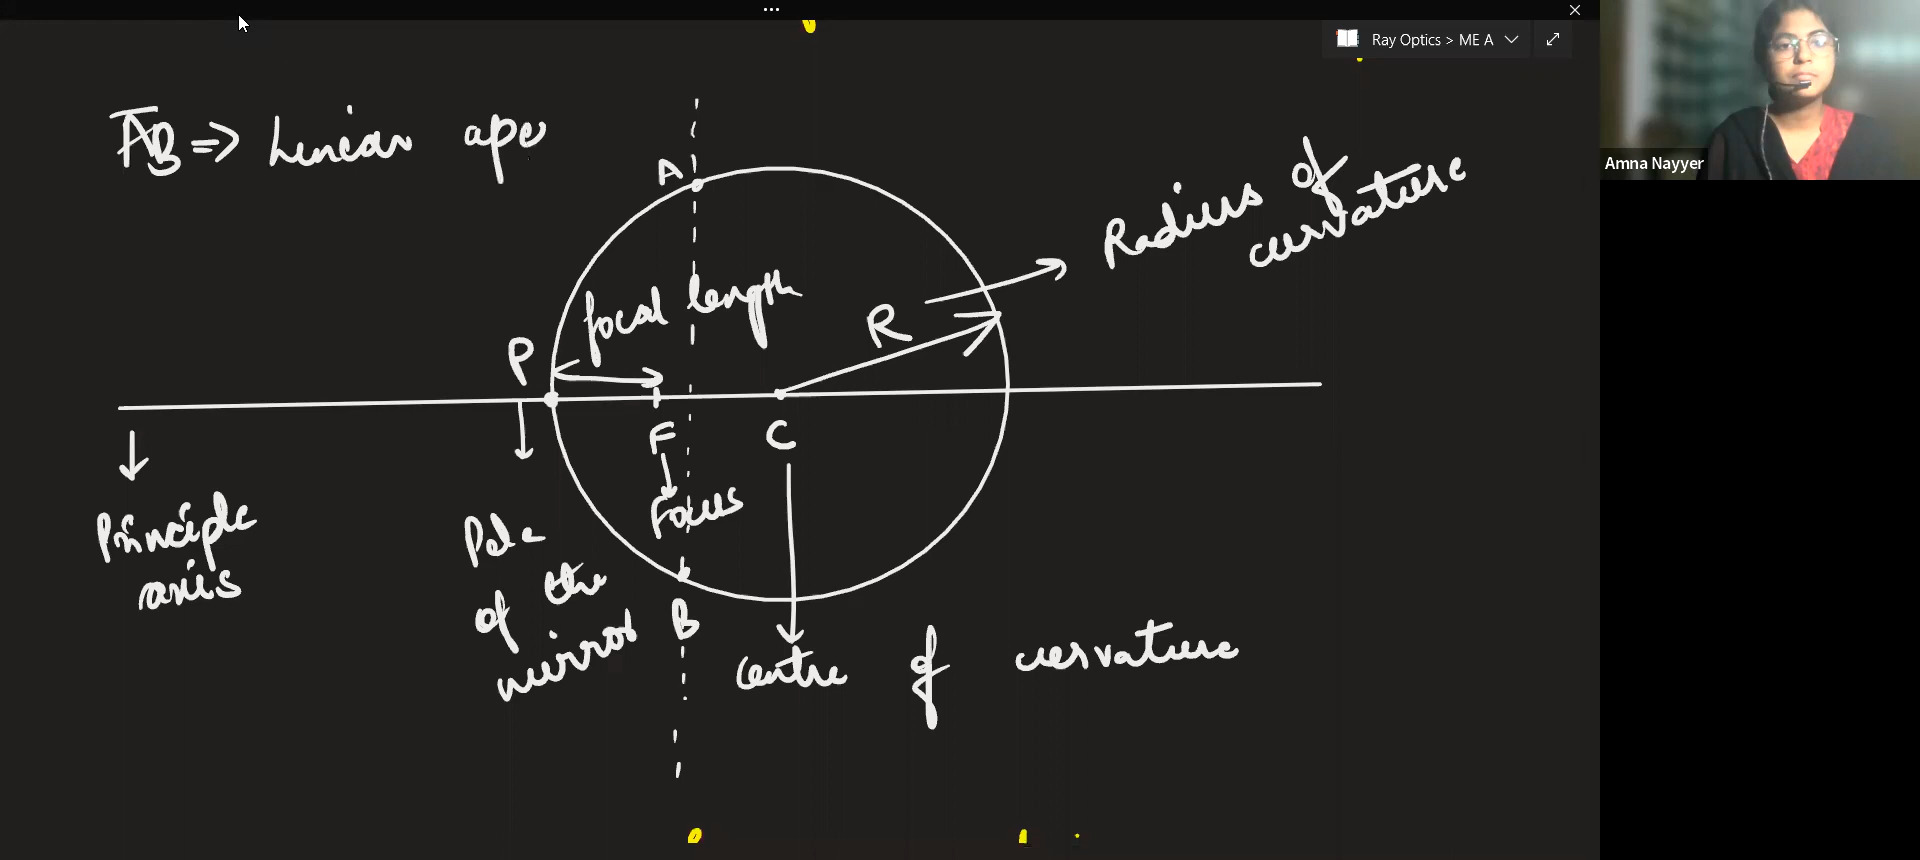 Ray Optics > ME A
Amna Nayyer
AB => Linear ape
A
Radius of
curvature
focal length
R
P
F
C
Focus
Principle
axis
Pole
of the
mirror
B
centre of curvature